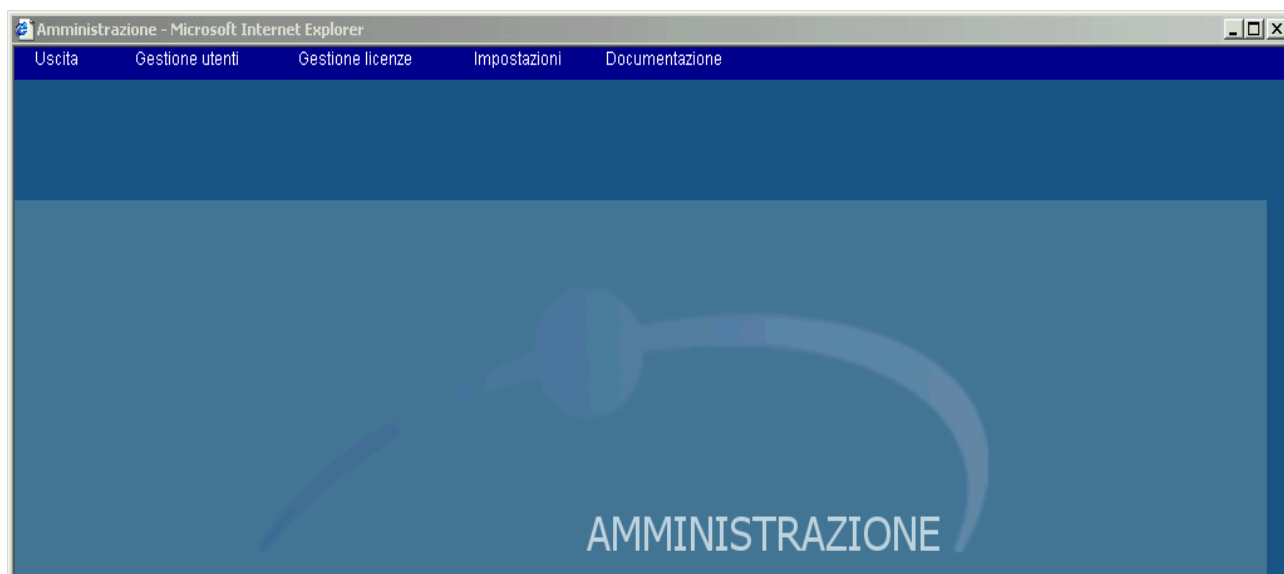 Amministrazione - Microsoft Internet Explorer
Uscita Gestione utenti Gestione licenze Impostazioni Documentazione
AMMINISTRAZIONE